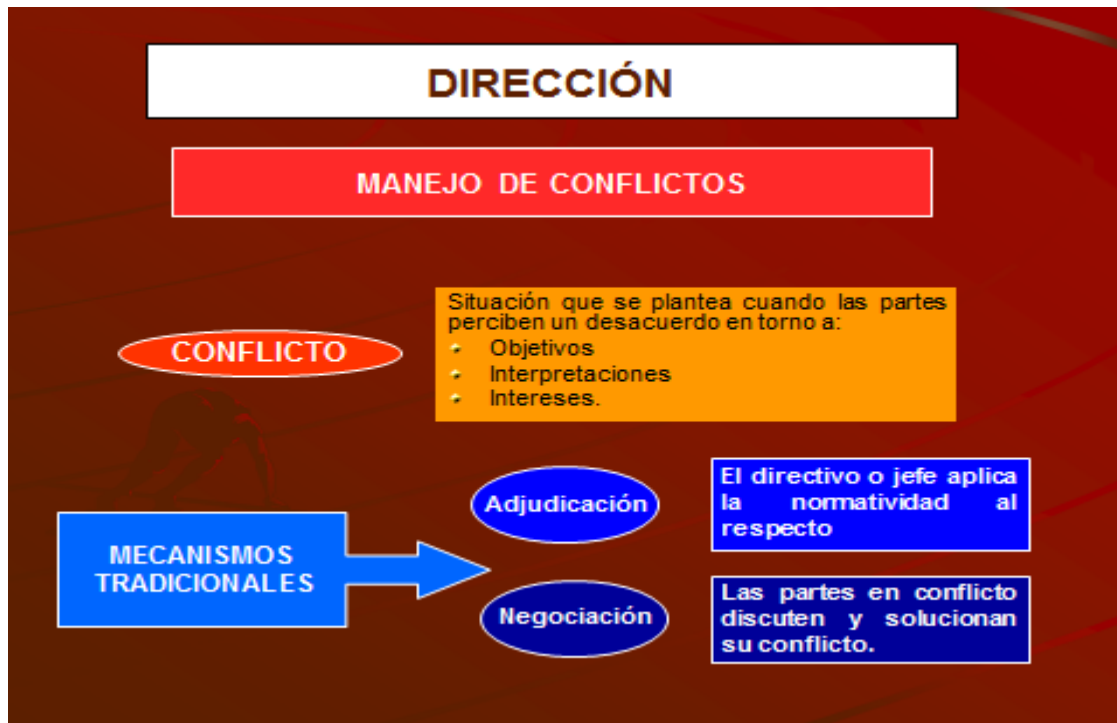 DIRECCIÓN
MANEJO DE CONFLICTOS
CONFLICTO
Situación que se plantea cuando las partes
perciben un desacuerdo en torno a:
Objetivos
Interpretaciones
Intereses.
MECANISMOS
TRADICIONALES
Adjudicación
El directivo o jefe aplica
la normatividad al
respecto
Negociación
Las partes en conflicto
discuten y solucionan
su conflicto.